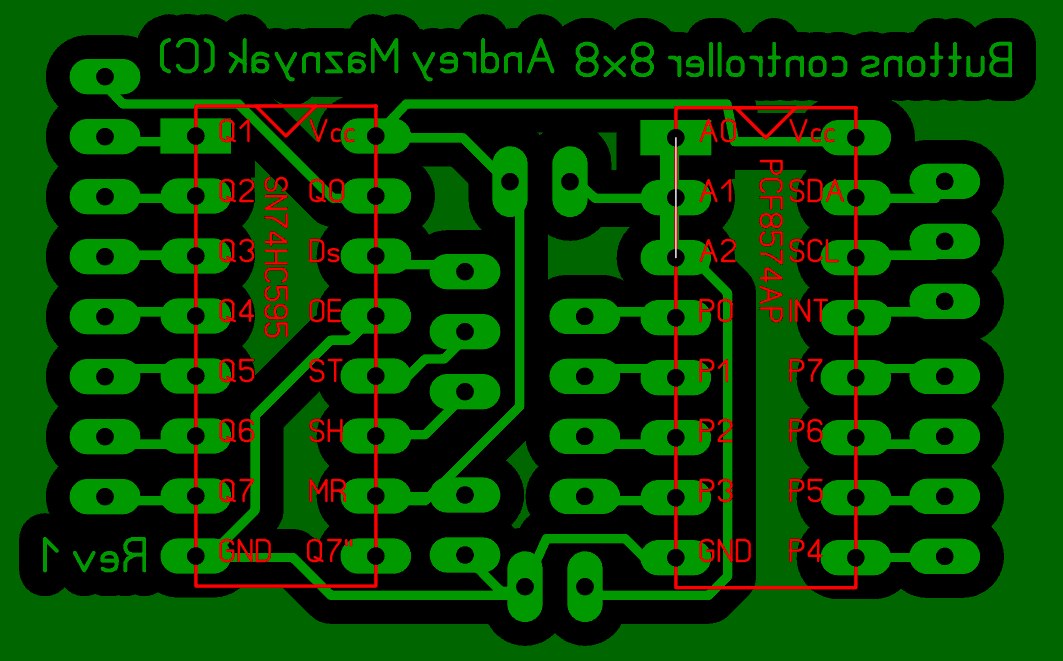 Buttons controller 8x8 Andrey Maznyak (C)
Q1 Vcc
Q2 Q0
Q3 Ds
Q4 OE
Q5 ST
Q6 SH
Q7 MR
GND Q7"
SN74HC595
A0 Vcc
A1 SDA
A2 SCL
P0 INT
P1 P7
P2 P6
P3 P5
GND P4
PCF8574AP
Rev 1